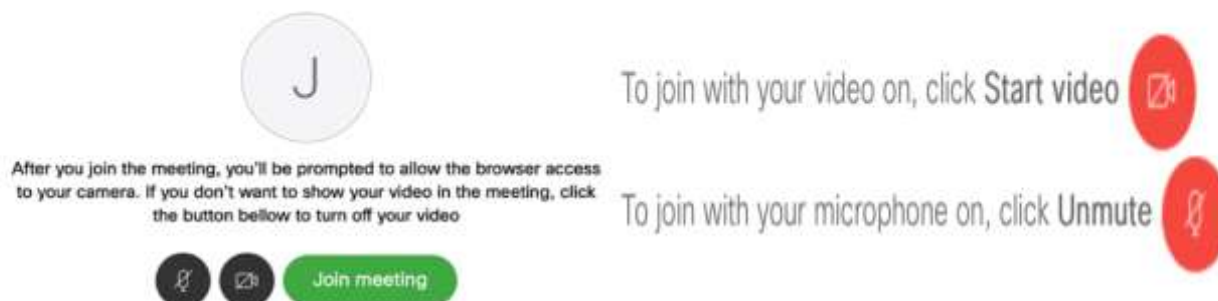 J
After you join the meeting, you'll be prompted to allow the browser access
to your camera. If you don't want to show your video in the meeting, click
the button bellow to turn off your video
Join meeting
To join with your video on, click Start video
To join with your microphone on, click Unmute